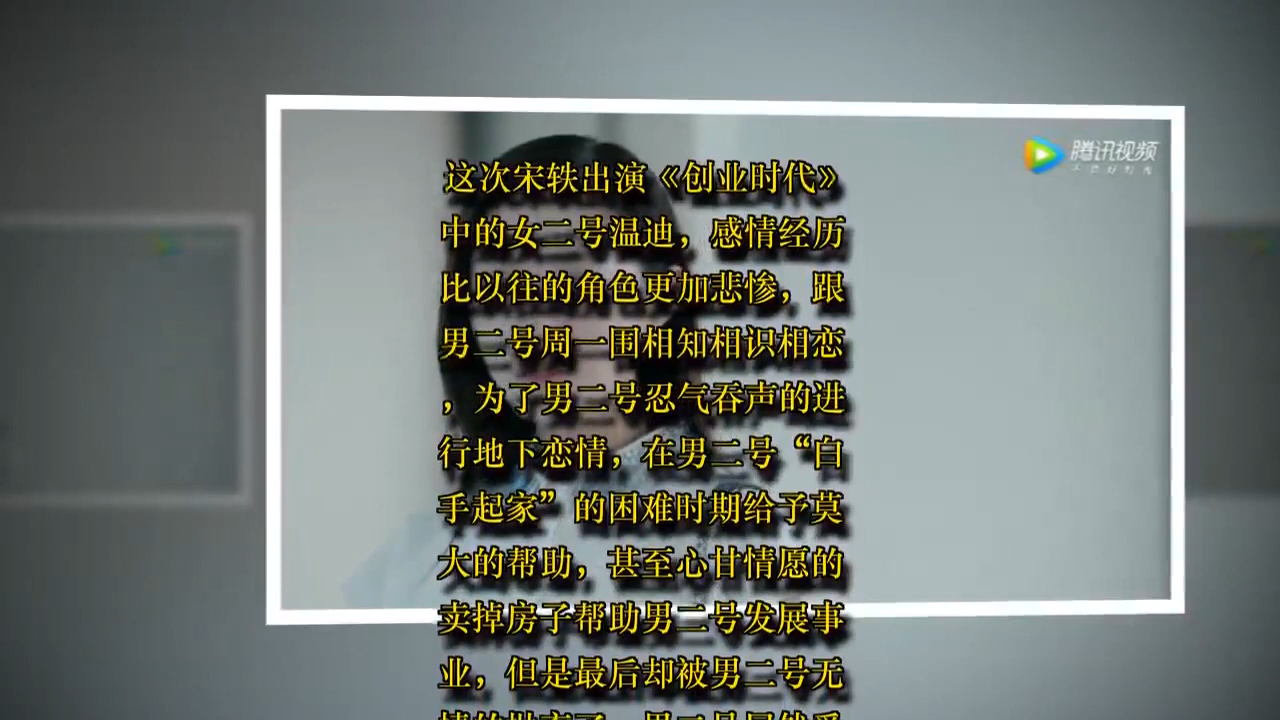 腾讯视频
这次宋轶出演《创业时代》
中的女二号温迪，感情经历
比以往的角色更加悲惨，跟
男二号周一围相知相识相恋
，为了男二号忍气吞声的进
行地下恋情，在男二号“白
手起家”的困难时期给予莫
大的帮助，甚至心甘情愿的
卖掉房子帮助男二号发展事
业，但是最后却被男二号无